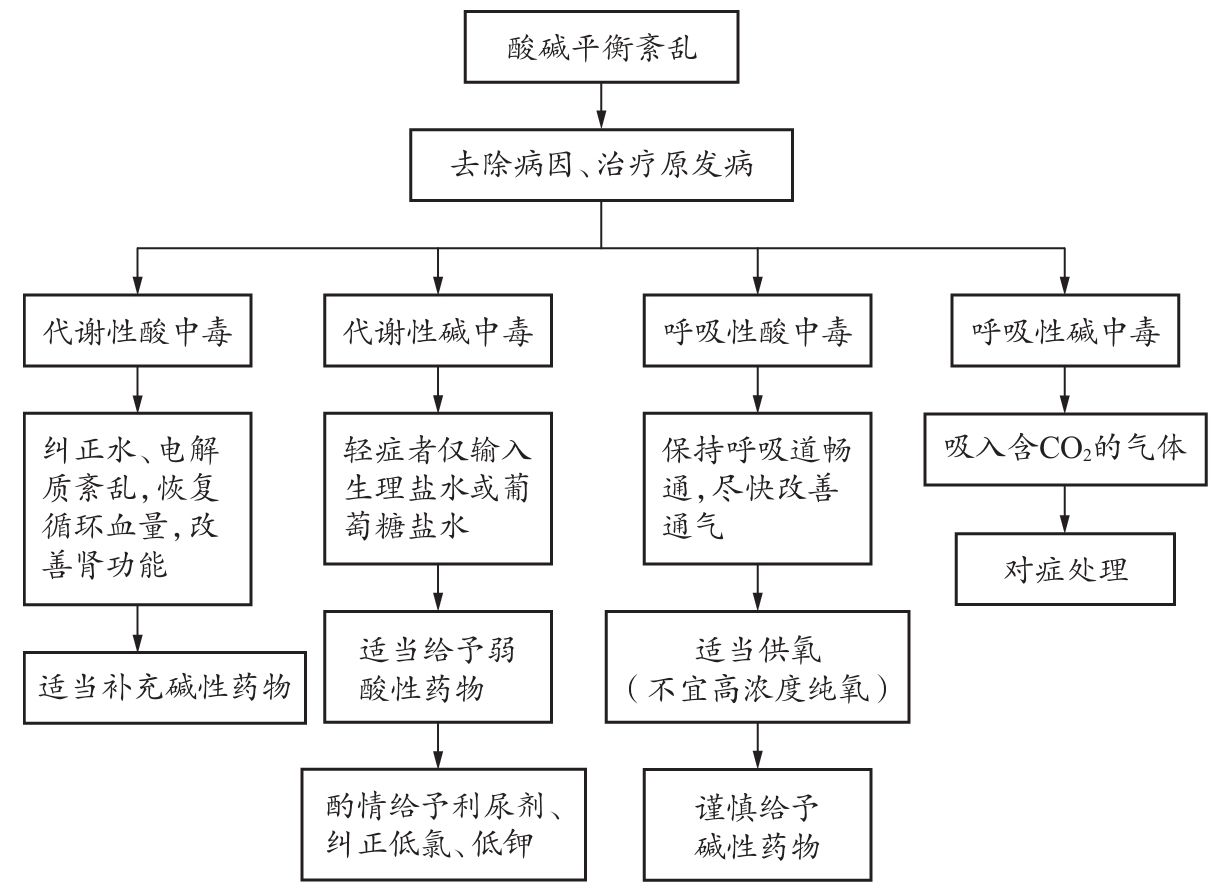 酸碱平衡紊乱
去除病因、治疗原发病
代谢性酸中毒
代谢性碱中毒
呼吸性酸中毒
呼吸性碱中毒
纠正水、电解
质紊乱,恢复
循环血量,改
善肾功能
适当补充碱性药物
轻症者仅输入
生理盐水或葡
萄糖盐水
适当给予弱
酸性药物
酌情给予利尿剂、
纠正低氯、低钾
保持呼吸道畅
通,尽快改善
通气
适当供氧
（不宜高浓度纯氧）
谨慎给予
碱性药物
吸入含CO₂的气体
对症处理